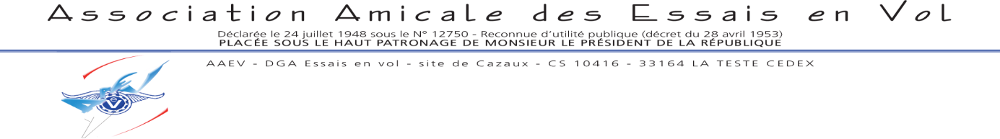 Association Amicale des Essais en Vol
Déclarée le 24 juillet 1948 sous le N° 12750 - Reconnue d'utilité publique (décret du 28 avril 1953)
PLACÉE SOUS LE HAUT PATRONAGE DE MONSIEUR LE PRÉSIDENT DE LA RÉPUBLIQUE
AAEV - DGA Essais en vol - site de Cazaux - CS 10416 - 33164 LA TESTE CEDEX